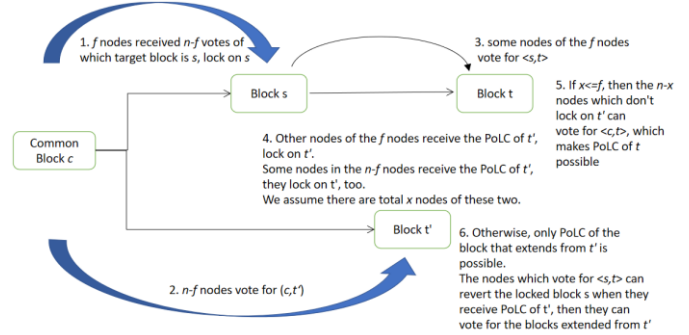 1. f nodes received n-f votes of
which target block is s, lock on s
3. some nodes of the f nodes
vote for <s,t>
Block s
Block t
5. If x<=f, then the n-x
nodes which don't
lock on t' can
vote for <c,t>, which
makes PoLC of t
possible
Common
Block c
4. Other nodes of the f nodes receive the PoLC of t',
lock on t'.
Some nodes in the n-f nodes receive the PoLC of t',
they lock on t', too.
We assume there are total x nodes of these two.
Block t'
6. Otherwise, only PoLC of the
block that extends from t' is
possible.
The nodes which vote for <s,t> can
revert the locked block s when they
receive PoLC of t', then they can
vote for the blocks extended from t'
2. n-f nodes vote for (c,t')